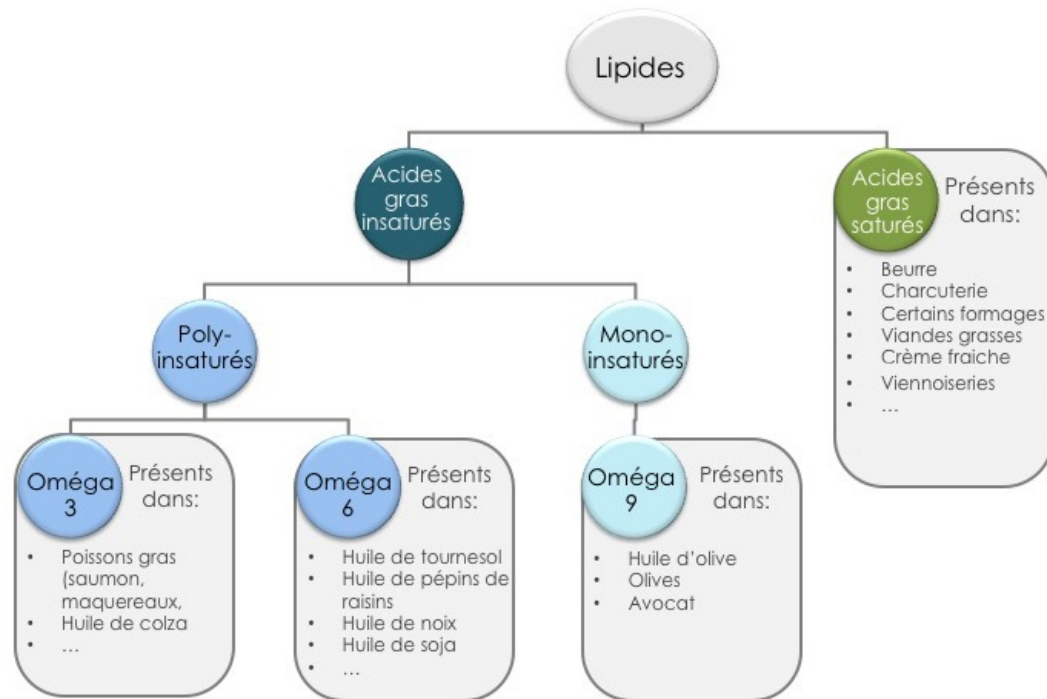 Lipides
Acides
gras
insaturés
Acides
gras
saturés
Présents
dans:
• Beurre
• Charcuterie
• Certains formages
• Viandes grasses
• Crème fraiche
• Viennoiseries
• ...
Poly-
insaturés
Mono-
insaturés
Oméga
3
Présents
dans:
• Poissons gras
(saumon,
maquereaux,
• Huile de colza
• ...
Oméga
6
Présents
dans:
• Huile de tournesol
• Huile de pépins de
raisins
• Huile de noix
• Huile de soja
• ...
Oméga
9
Présents
dans:
• Huile d'olive
• Olives
• Avocat